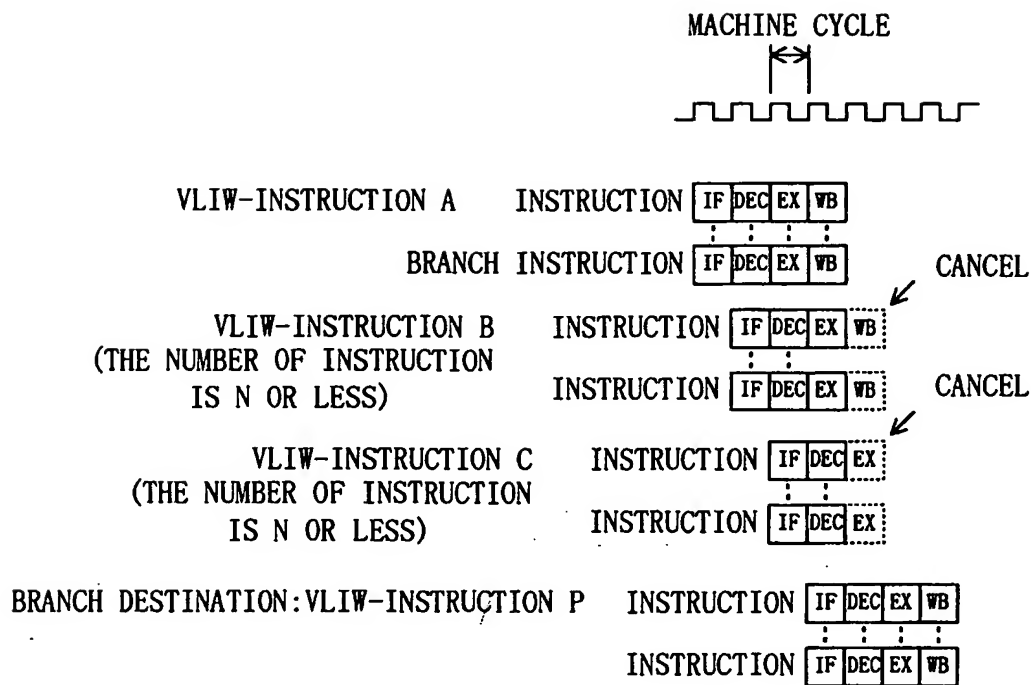 MACHINE CYCLE
VLIW-INSTRUCTION A INSTRUCTION IF DEC EX WB
BRANCH INSTRUCTION IF DEC EX WB
CANCEL
VLIW-INSTRUCTION B INSTRUCTION IF DEC EX WB
(THE NUMBER OF INSTRUCTION
IS N OR LESS) INSTRUCTION IF DEC EX WB
CANCEL
VLIW-INSTRUCTION C INSTRUCTION IF DEC EX
(THE NUMBER OF INSTRUCTION
IS N OR LESS) INSTRUCTION IF DEC EX
BRANCH DESTINATION:VLIW-INSTRUCTION P INSTRUCTION IF DEC EX WB
INSTRUCTION IF DEC EX WB